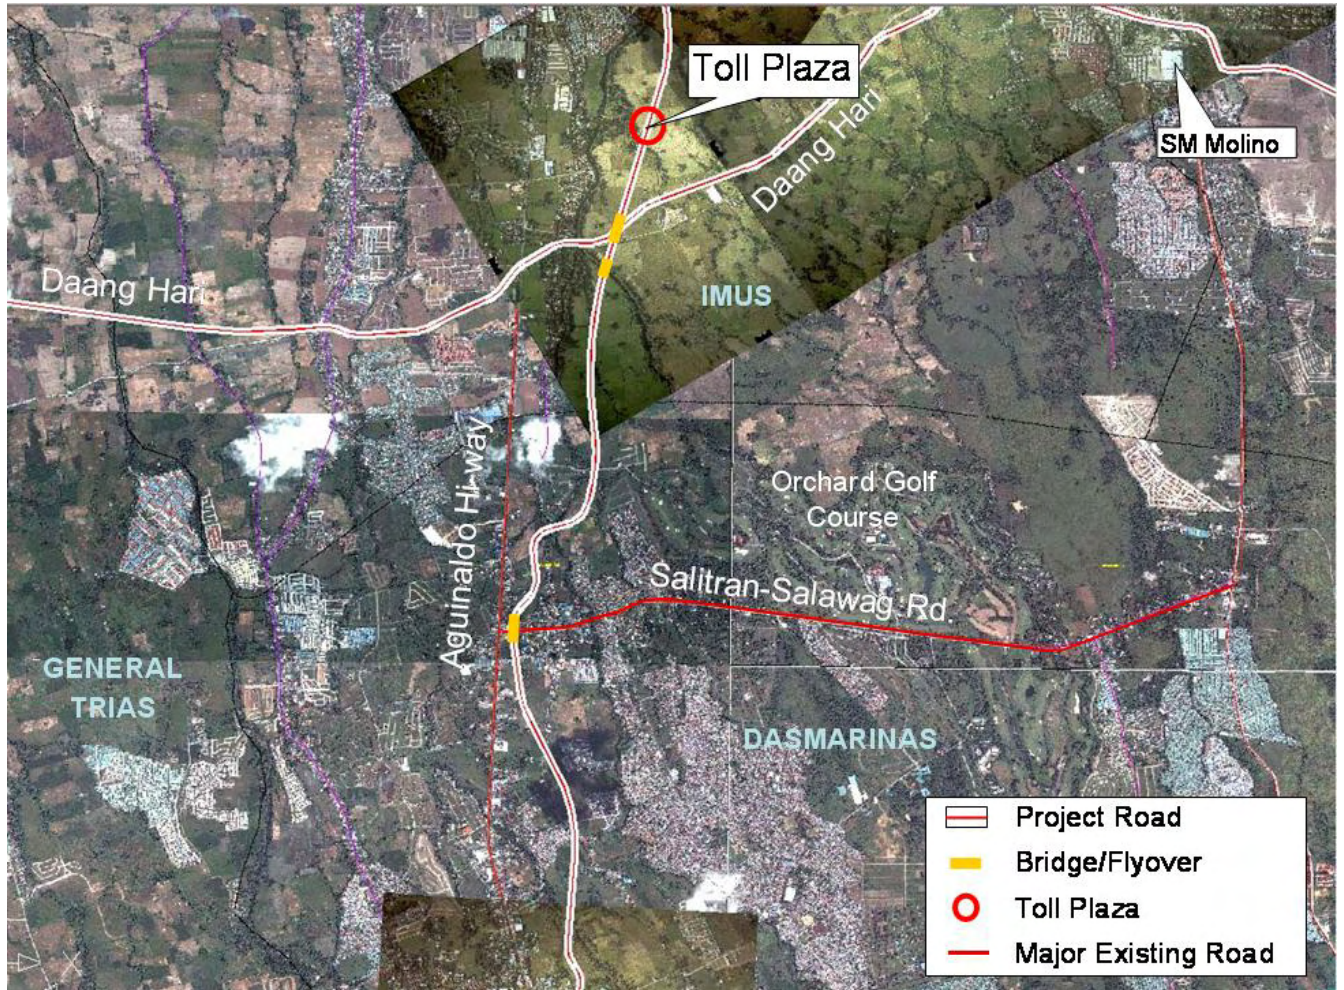 Toll Plaza
Daang Hari
SM Molino
Daang Hari
IMUS
Aguinaldo Hi-way
Orchard Golf
Course
Salitran-Salawag Rd.
GENERAL
TRIAS
DASMARINAS
Project Road
Bridge/Flyover
Toll Plaza
Major Existing Road